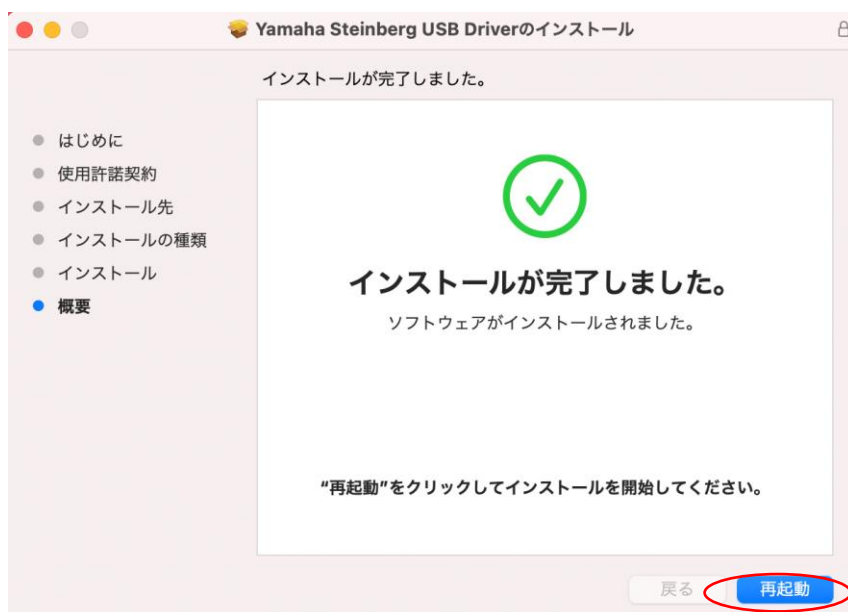 Yamaha Steinberg USB Driverのインストール
インストールが完了しました。
はじめに
使用許諾契約
インストール先
インストールの種類
インストール
概要
インストールが完了しました。
ソフトウェアがインストールされました。
“再起動”をクリックしてインストールを開始してください。
戻る
再起動